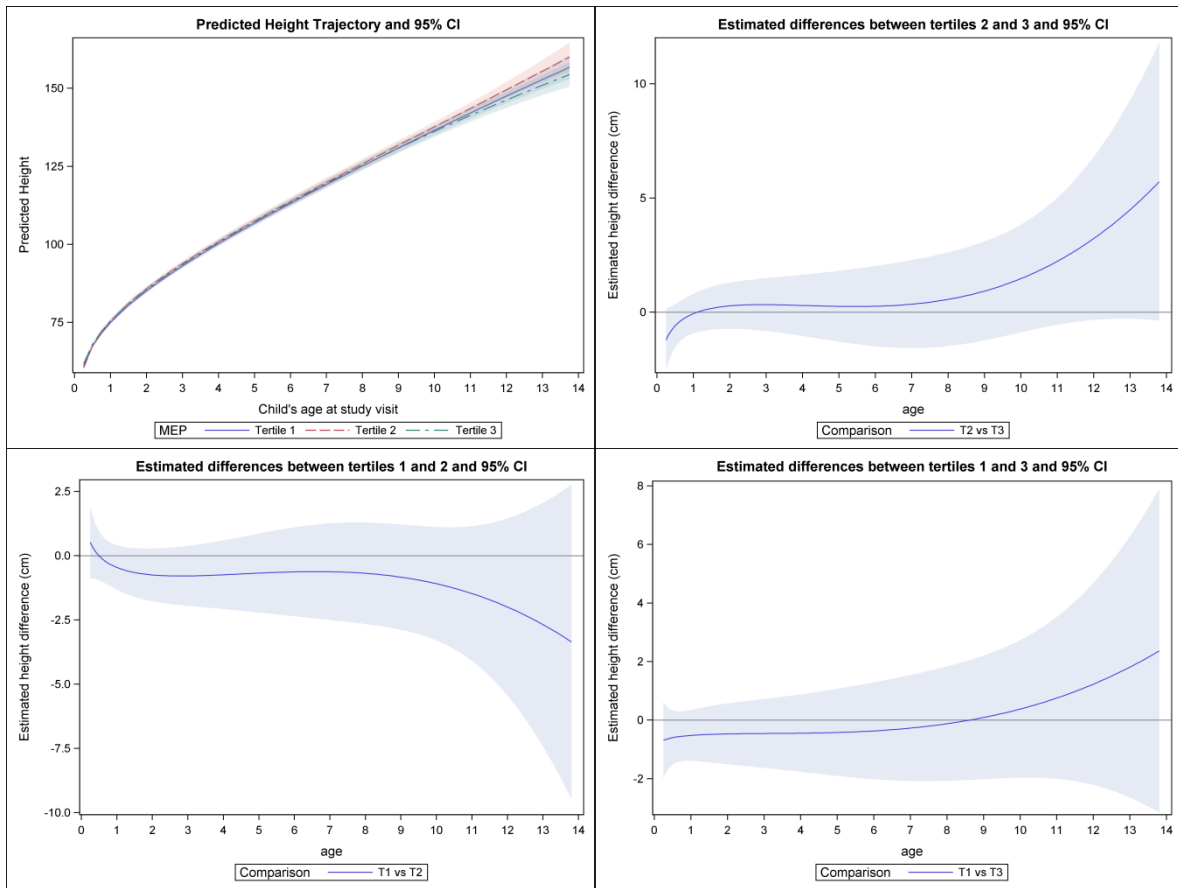 Predicted Height Trajectory and 95% CI
Predicted Height
150
125
100
75
0 1 2 3 4 5 6 7 8 9 10 11 12 13 14
Child's age at study visit
MEP Tertile 1 Tertile 2 Tertile 3
Estimated differences between tertiles 2 and 3 and 95% CI
Estimated height difference (cm)
10
5
0
0 1 2 3 4 5 6 7 8 9 10 11 12 13 14
age
Comparison T2 vs T3
Estimated differences between tertiles 1 and 2 and 95% CI
Estimated height difference (cm)
2.5
0.0
-2.5
-5.0
-7.5
-10.0
0 1 2 3 4 5 6 7 8 9 10 11 12 13 14
age
Comparison T1 vs T2
Estimated differences between tertiles 1 and 3 and 95% CI
Estimated height difference (cm)
8
6
4
2
0
-2
0 1 2 3 4 5 6 7 8 9 10 11 12 13 14
age
Comparison T1 vs T3